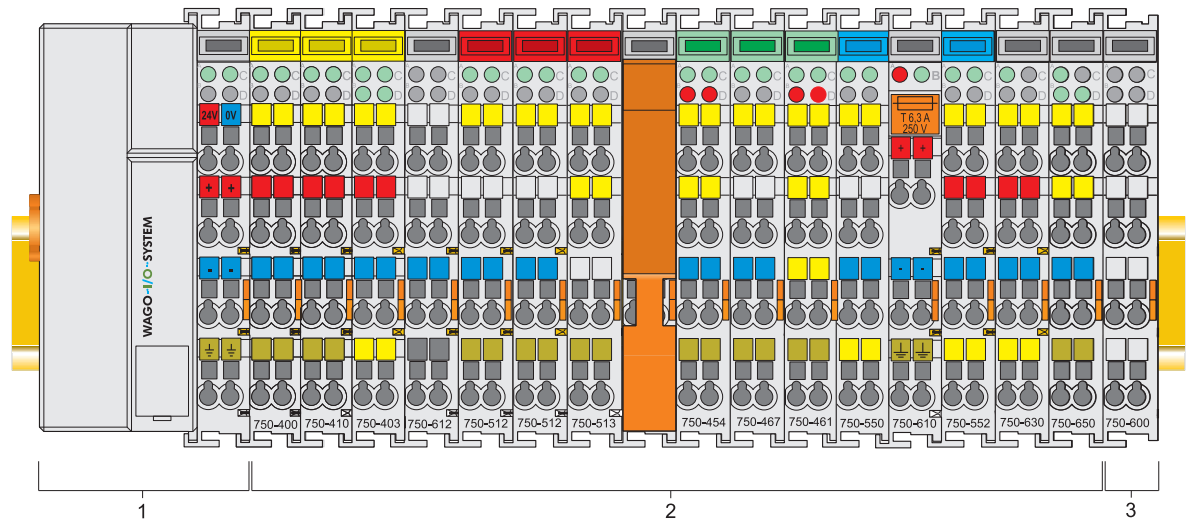 C C C C C C C C C C C B C C C C
D D D D D D D D D D D D D D D
24V 0V
T 6,3 A
250 V
+ +
+ +
WAGO-I/O-SYSTEM
- -
- -
750-400 750-410 750-403 750-612 750-512 750-512 750-513 750-454 750-467 750-461 750-550 750-610 750-552 750-630 750-650 750-600
1 2 3